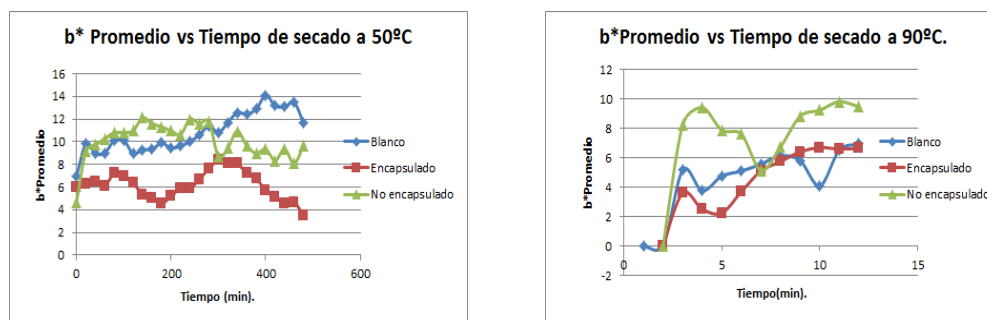 b* Promedio vs Tiempo de secado a 50ºC
16
14
12
10
8
6
4
2
0
0
200
400
600
b*Promedio
Tiempo (min).
Blanco
Encapsulado
No encapsulado
b*Promedio vs Tiempo de secado a 90ºC.
12
10
8
6
4
2
0
-2
0
5
10
15
b*Promedio
Tiempo(min).
Blanco
Encapsulado
No encapsulado